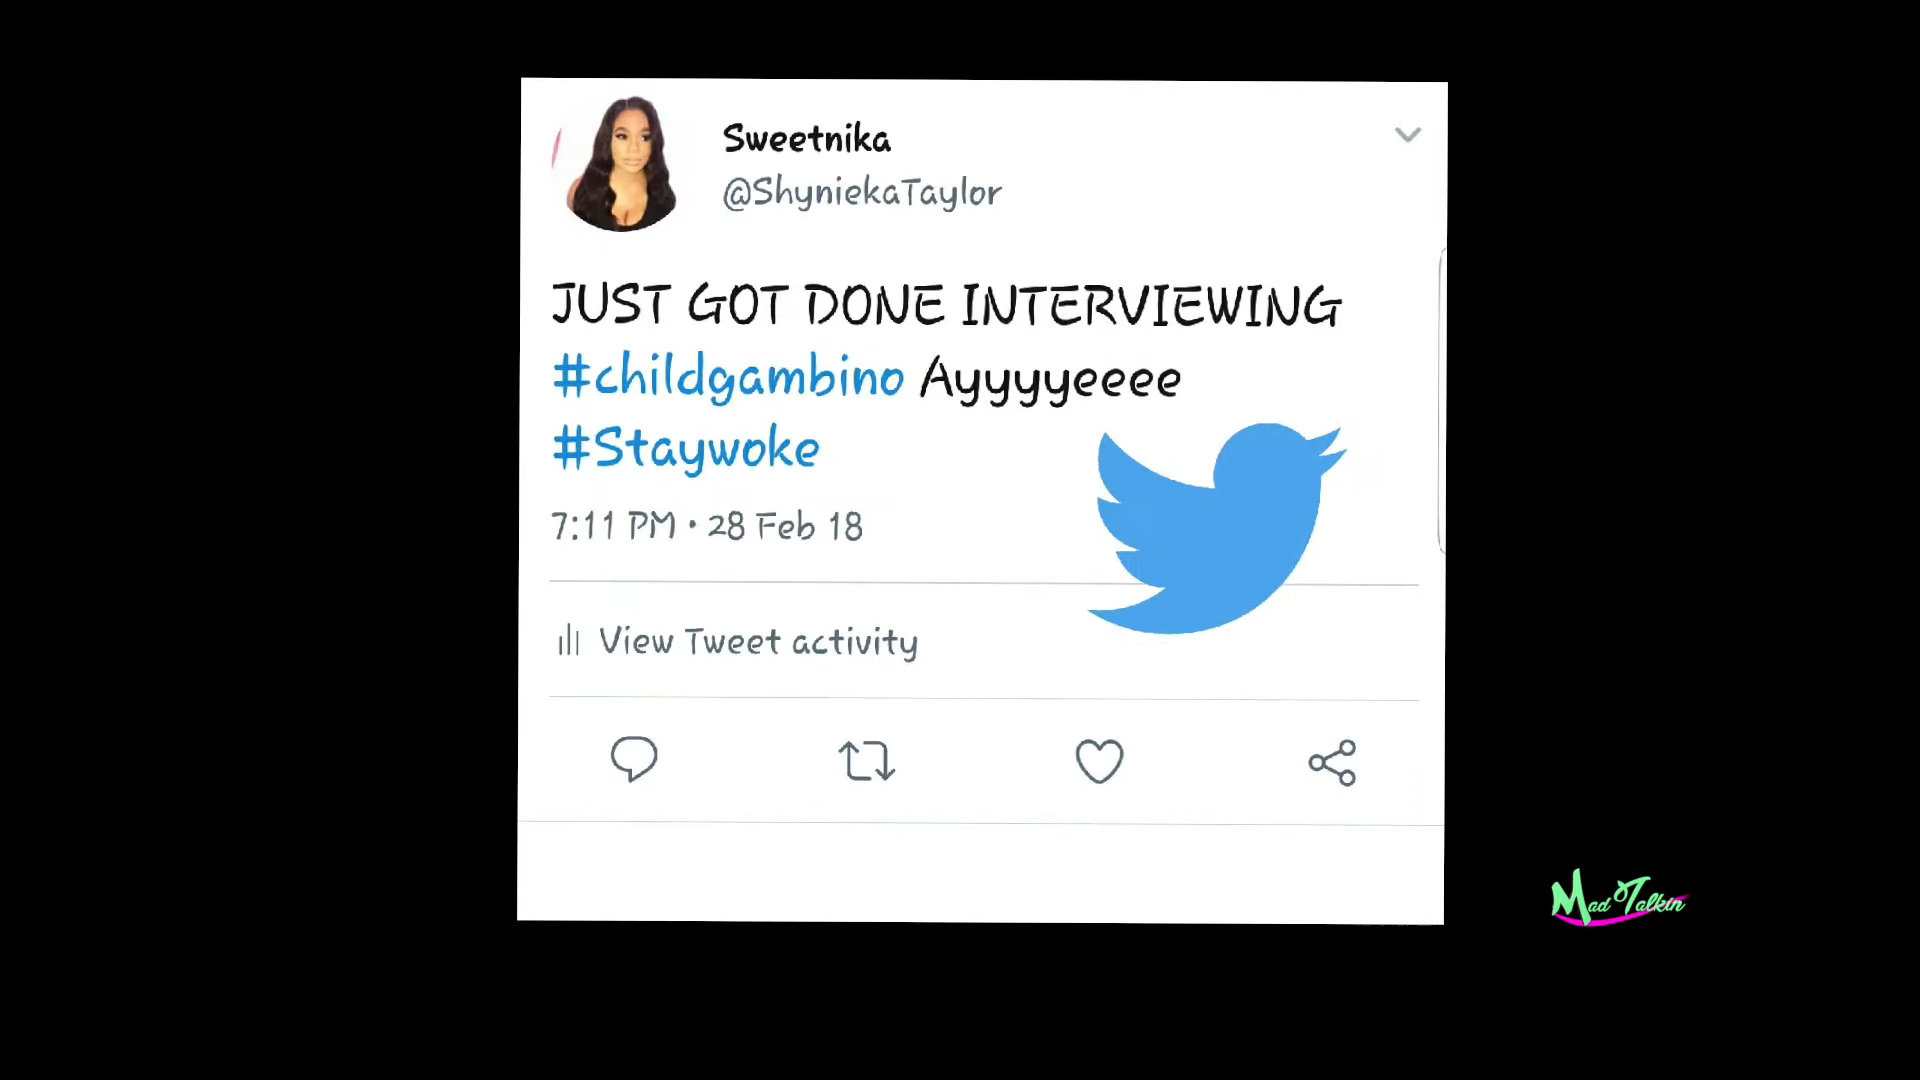 Sweetnika
@ShyniekaTaylor
JUST GOT DONE INTERVIEWING
#childgambino Ayyyyeeee
#Staywoke
7:11 PM • 28 Feb 18
View Tweet activity
Mad Talkin